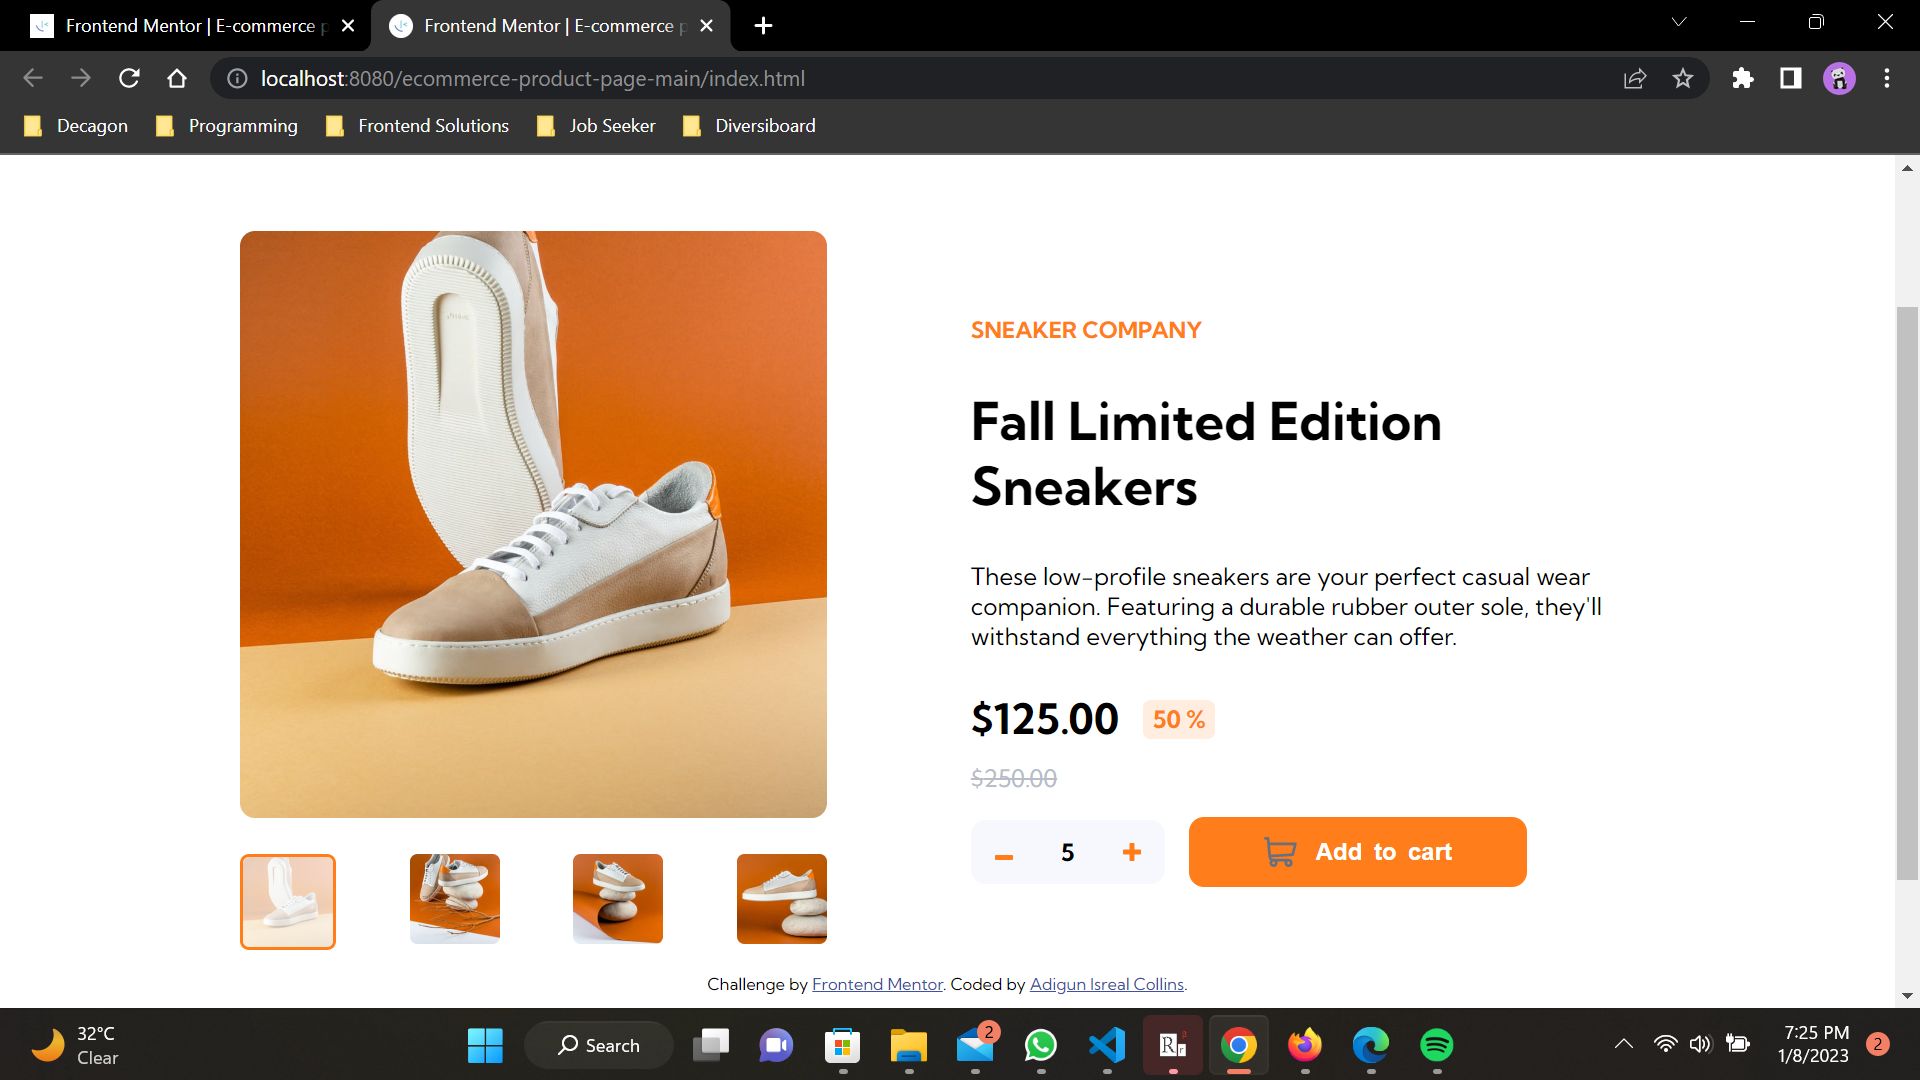 Frontend Mentor | E-commerce p
Frontend Mentor | E-commerce p
localhost:8080/ecommerce-product-page-main/index.html
Decagon
Programming
Frontend Solutions
Job Seeker
Diversiboard
SNEAKER COMPANY
Fall Limited Edition
Sneakers
These low-profile sneakers are your perfect casual wear
companion. Featuring a durable rubber outer sole, they'll
withstand everything the weather can offer.
$125.00 50 %
$250.00
5
Add to cart
Challenge by Frontend Mentor. Coded by Adigun Isreal Collins.
32°C
Clear
Search
2
Rr
7:25 PM
1/8/2023
2